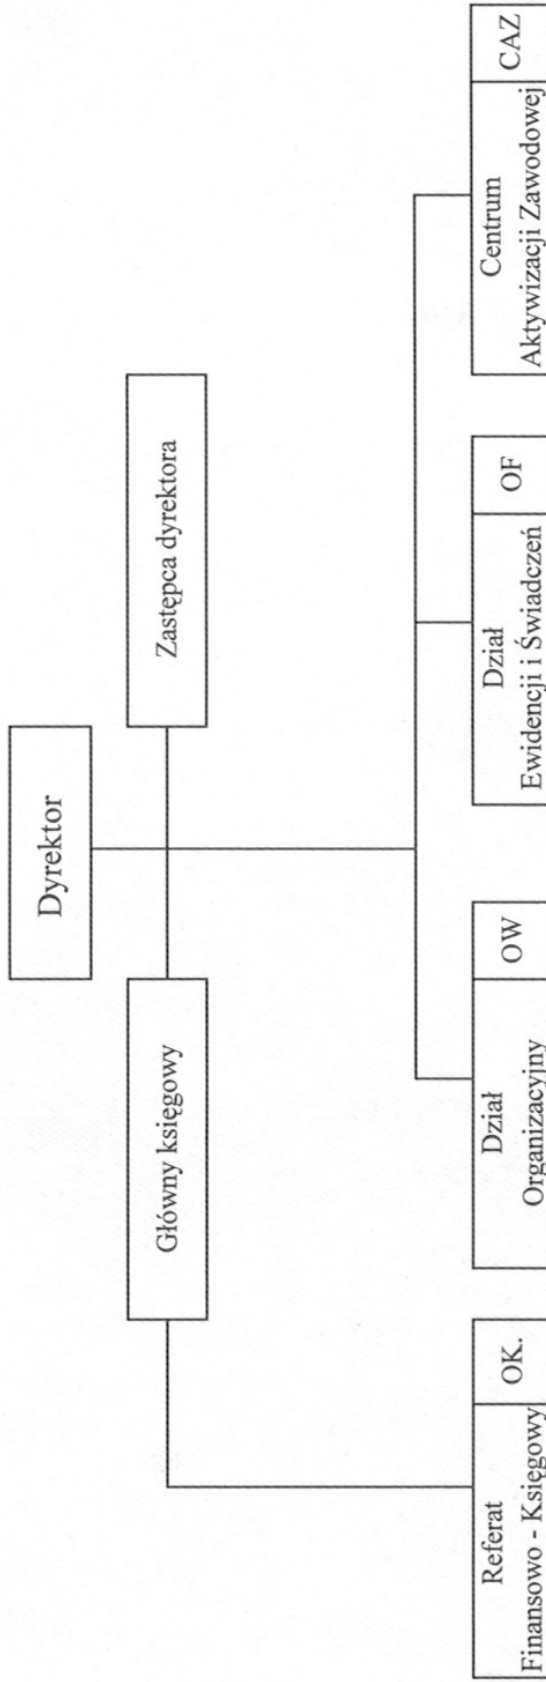 Dyrektor
Główny księgowy
Zastępca dyrektora
Referat
Finansowo - Księgowy
OK.
Dział
Organizacyjny
OW
Dział
Ewidencji i Świadczeń
OF
Centrum
Aktywizacji Zawodowej
CAZ